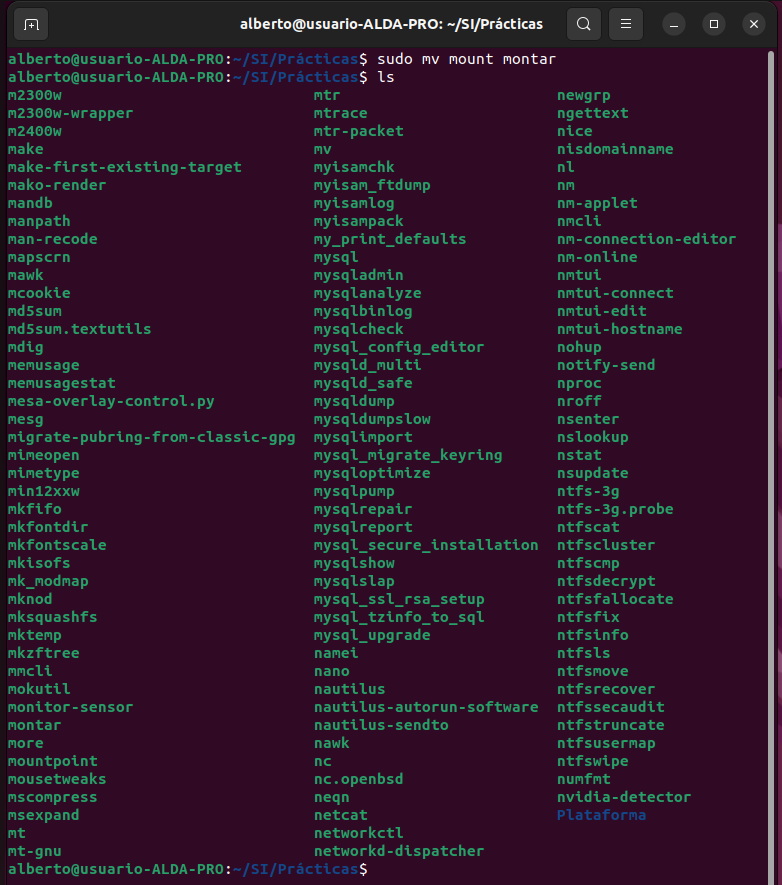 alberto@usuario-ALDA-PRO: ~/SI/Prácticas
alberto@usuario-ALDA-PRO:~/SI/Prácticas$ sudo mv mount montar
alberto@usuario-ALDA-PRO:~/SI/Prácticas$ ls
m2300w mtr newgrp
m2300w-wrapper mtrace ngettext
m2400w mtr-packet nice
make mv nisdomainname
make-first-existing-target myisamchk nl
mako-render myisam_ftdump nm
mandb myisamlog nm-applet
manpath myisampack nmcli
man-recode my_print_defaults nm-connection-editor
mapscrn mysql nm-online
mawk mysqladmin nmtui
mcookie mysqlanalyze nmtui-connect
md5sum mysqlbinlog nmtui-edit
md5sum.textutils mysqlcheck nmtui-hostname
mdig mysql_config_editor nohup
memusage mysqld_multi notify-send
memusagestat mysqld_safe nproc
mesa-overlay-control.py mysqldump nroff
mesg mysqldumpslow nsenter
migrate-pubring-from-classic-gpg mysqlimport nslookup
mimeopen mysql_migrate_keyring nstat
mimetype mysqloptimize nsupdate
min12xxw mysqlpump ntfs-3g
mkfifo mysqlrepair ntfs-3g.probe
mkfontdir mysqlreport ntfscat
mkfontscale mysql_secure_installation ntfscluster
mkisofs mysqlshow ntfscmp
mk_modmap mysqlslap ntfsdecrypt
mknod mysql_ssl_rsa_setup ntfsfallocate
mksquashfs mysql_tzinfo_to_sql ntfsfix
mktemp mysql_upgrade ntfsinfo
mkzftree namei ntfsls
mmcli nano ntfsmove
mokutil nautilus ntfsrecover
monitor-sensor nautilus-autorun-software ntfssecaudit
montar nautilus-sendto ntfstruncate
more nawk ntfsusermap
mountpoint nc ntfswipe
mousetweaks nc.openbsd numfmt
mscompress neqn nvidia-detector
msexpand netcat Plataforma
mt networkctl
mt-gnu networkd-dispatcher
alberto@usuario-ALDA-PRO:~/SI/Prácticas$